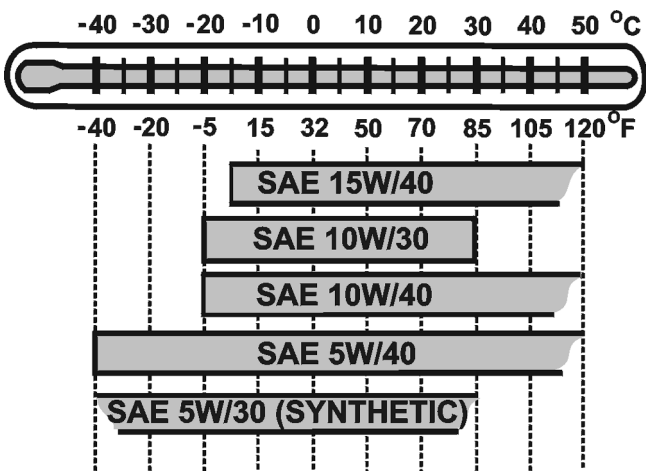 -40 -30 -20 -10 0 10 20 30 40 50 °C
-40 -20 -5 15 32 50 70 85 105 120 °F
SAE 15W/40
SAE 10W/30
SAE 10W/40
SAE 5W/40
SAE 5W/30 (SYNTHETIC)